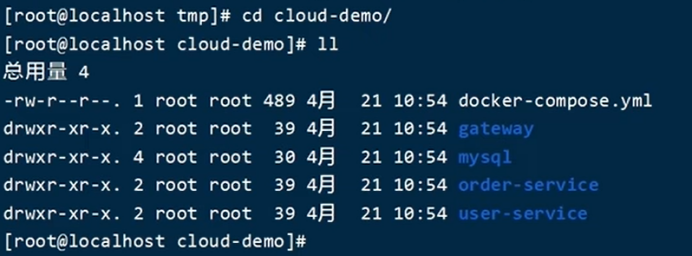 [root@localhost tmp]# cd cloud-demo/
[root@localhost cloud-demo]# ll
总用量 4
-rw-r--r--. 1 root root 489 4月  21 10:54 docker-compose.yml
drwxr-xr-x. 2 root root  39 4月  21 10:54 gateway
drwxr-xr-x. 4 root root  30 4月  21 10:54 mysql
drwxr-xr-x. 2 root root  39 4月  21 10:54 order-service
drwxr-xr-x. 2 root root  39 4月  21 10:54 user-service
[root@localhost cloud-demo]#